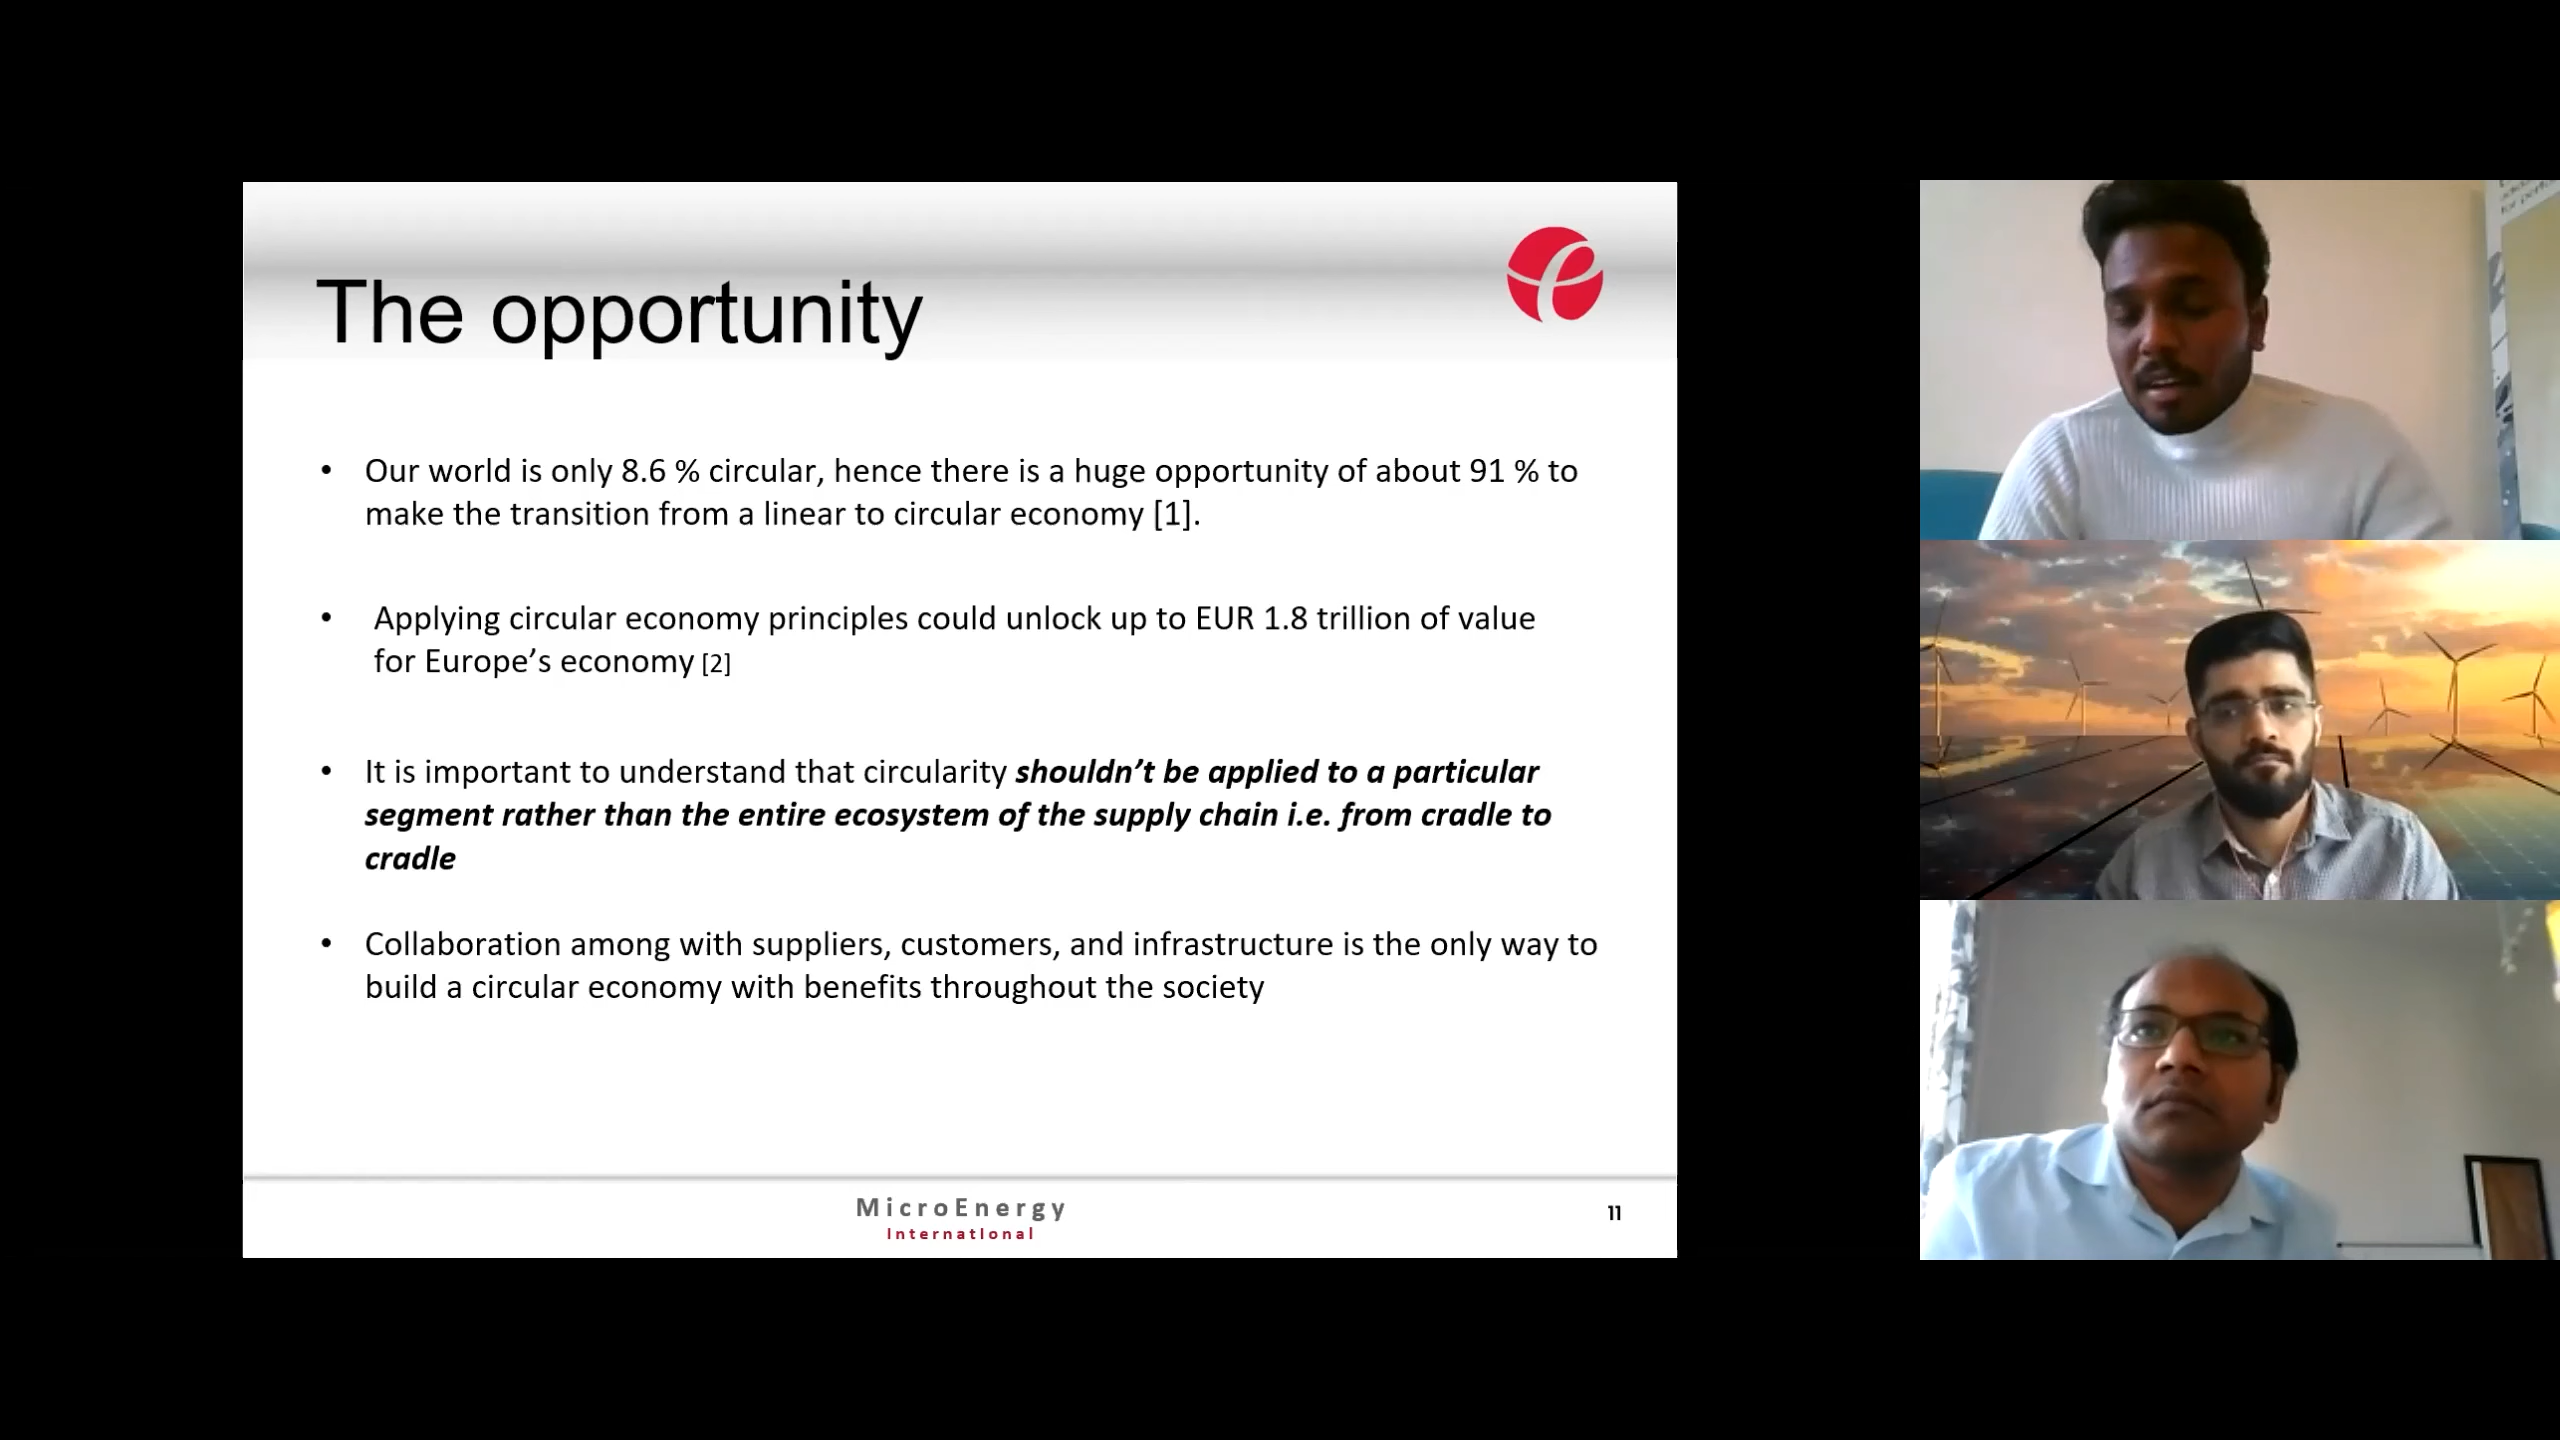 The opportunity
• Our world is only 8.6 % circular, hence there is a huge opportunity of about 91 % to
make the transition from a linear to circular economy [1].
• Applying circular economy principles could unlock up to EUR 1.8 trillion of value
for Europe’s economy [2]
• It is important to understand that circularity shouldn’t be applied to a particular
segment rather than the entire ecosystem of the supply chain i.e. from cradle to
cradle
• Collaboration among with suppliers, customers, and infrastructure is the only way to
build a circular economy with benefits throughout the society
MicroEnergy
International
11